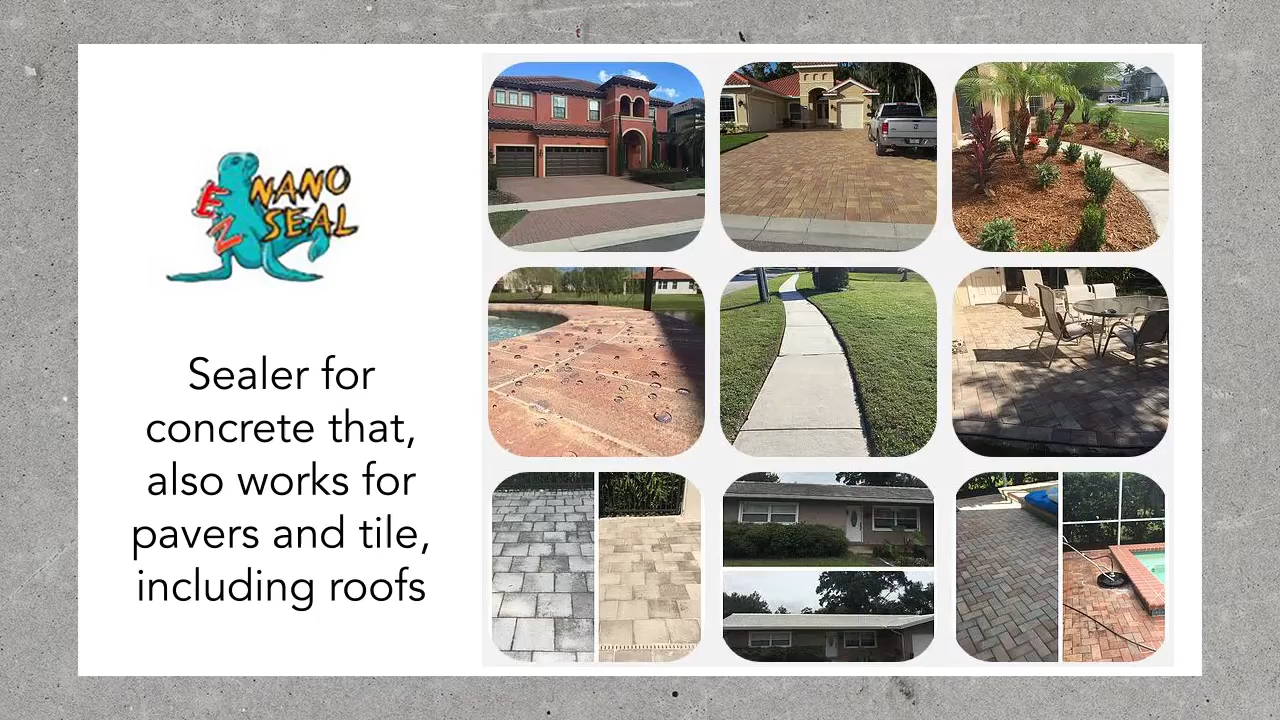 EZ
NANO
SEAL
Sealer for
concrete that,
also works for
pavers and tile,
including roofs